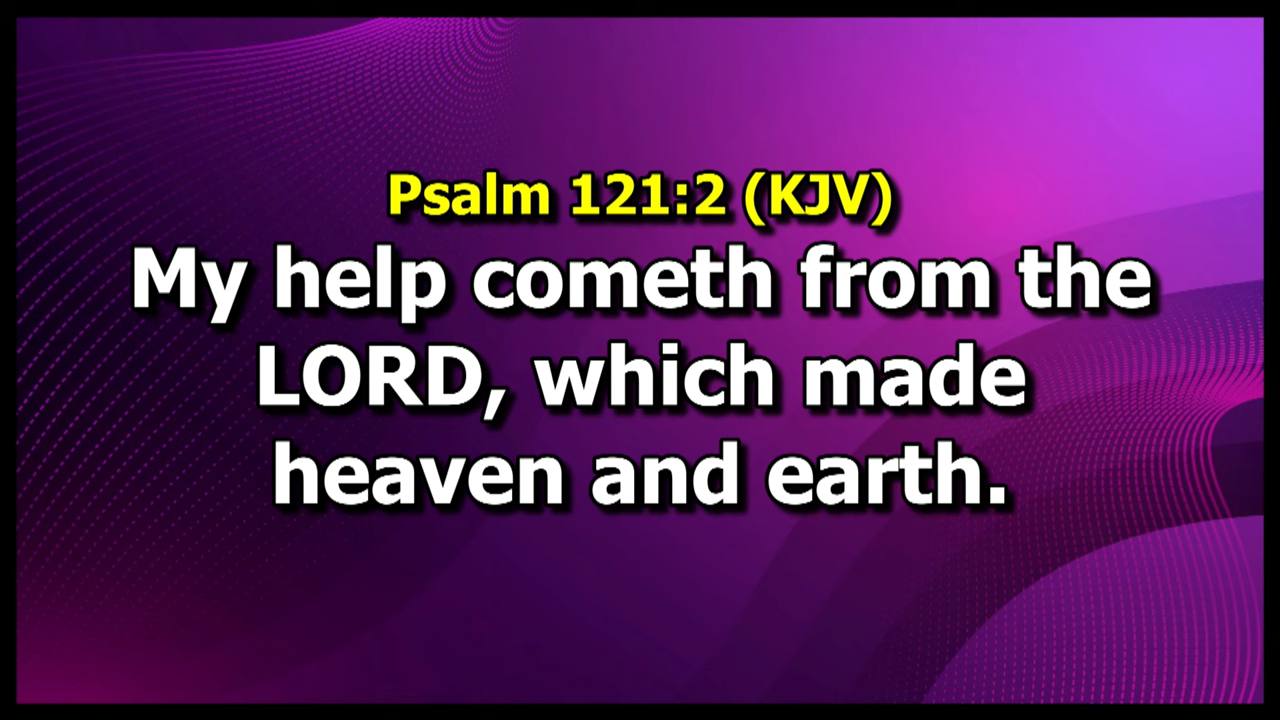 Psalm 121:2 (KJV)
My help cometh from the
LORD, which made
heaven and earth.